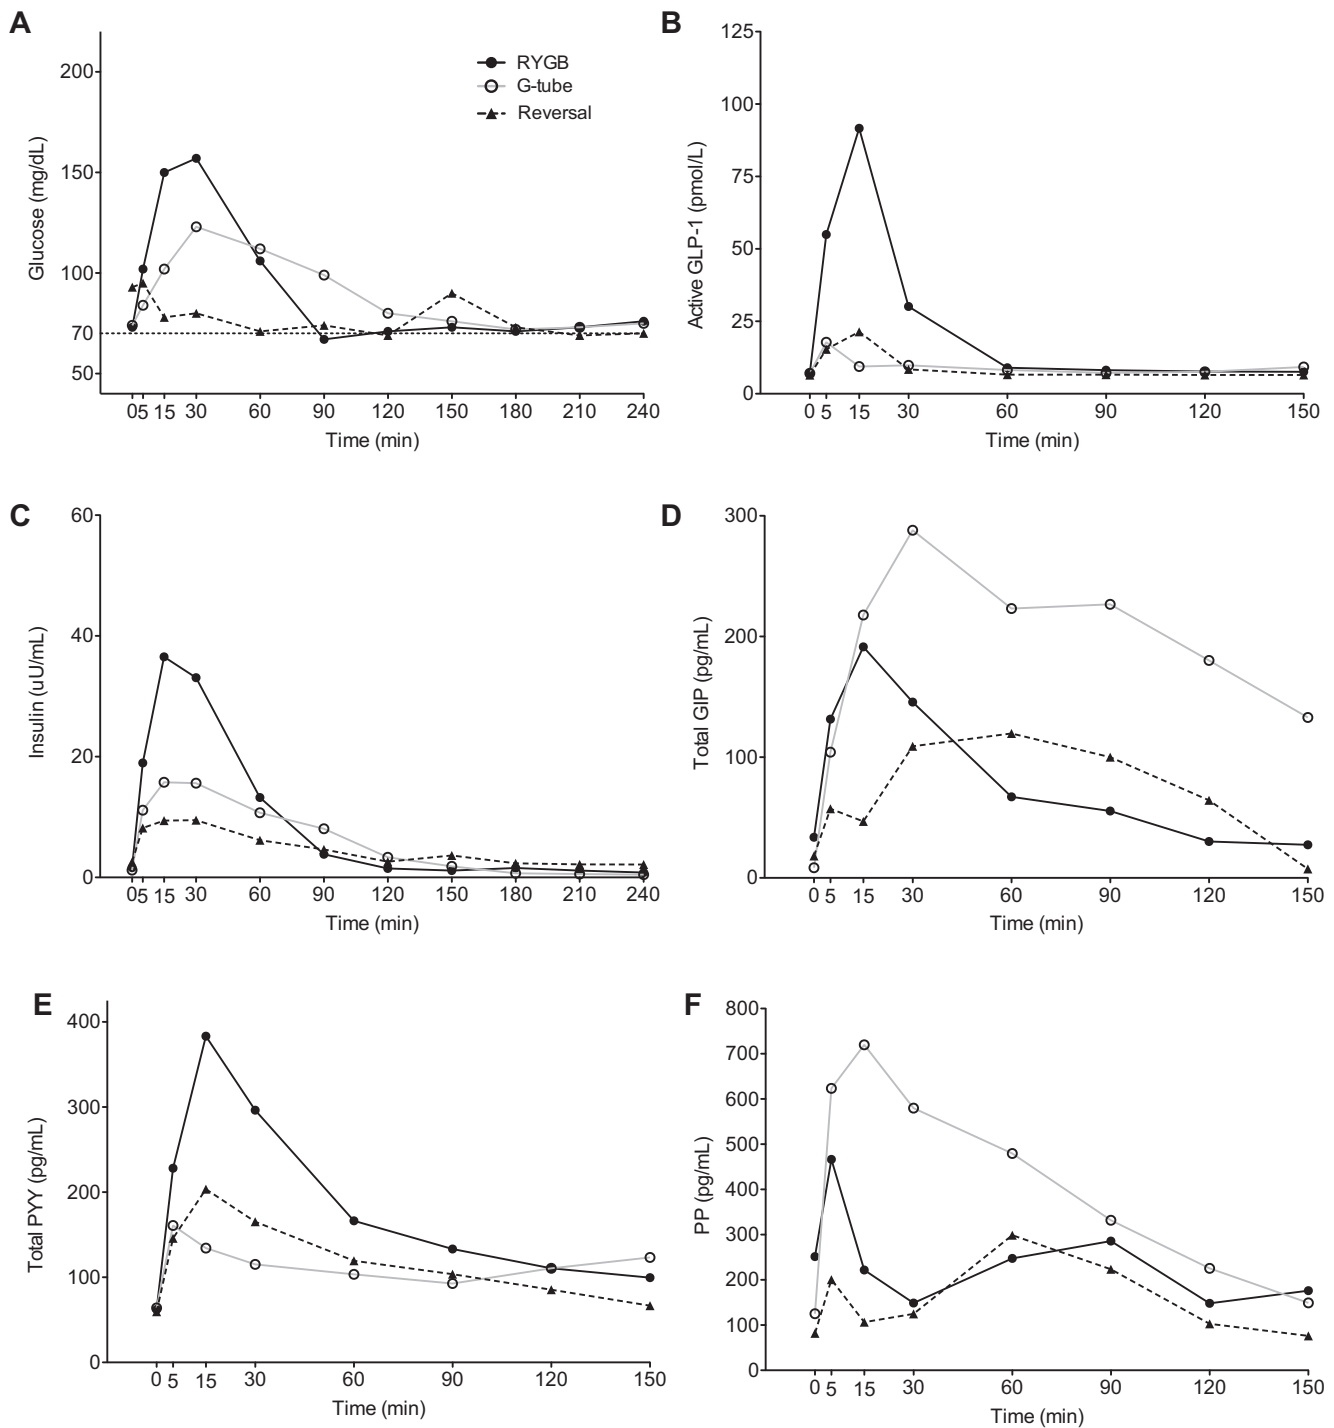 A
Glucose (mg/dL)
200
150
100
70
50
RYGB
G-tube
Reversal
0 5 15 30 60 90 120 150 180 210 240
Time (min)
B
Active GLP-1 (pmol/L)
125
100
75
50
25
0
0 5 15 30 60 90 120 150
Time (min)
C
Insulin (uU/mL)
60
40
20
0
0 5 15 30 60 90 120 150 180 210 240
Time (min)
D
Total GIP (pg/mL)
300
200
100
0
0 5 15 30 60 90 120 150
Time (min)
E
Total PYY (pg/mL)
400
300
200
100
0
0 5 15 30 60 90 120 150
Time (min)
F
PP (pg/mL)
800
700
600
500
400
300
200
100
0
0 5 15 30 60 90 120 150
Time (min)